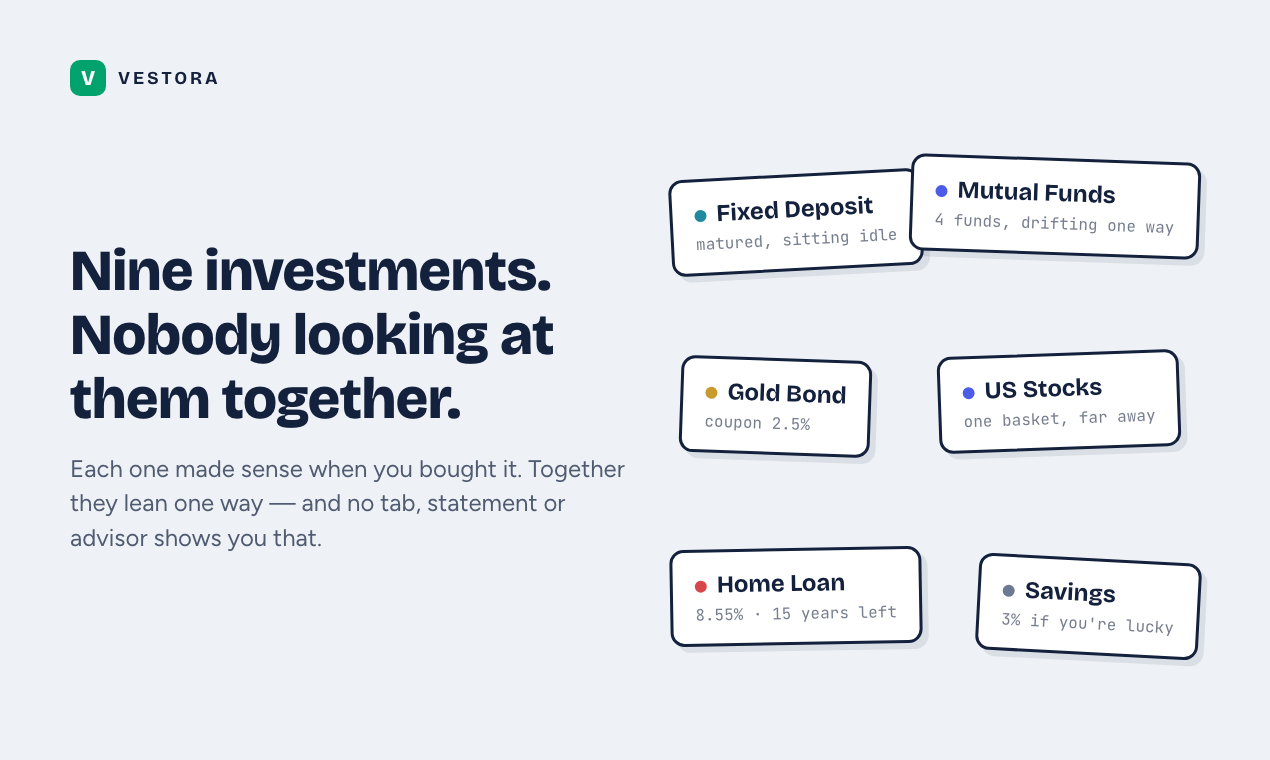 V VESTORA
Nine investments.
Nobody looking at
them together.
Each one made sense when you bought it. Together
they lean one way — and no tab, statement or
advisor shows you that.
Fixed Deposit
matured, sitting idle
Mutual Funds
4 funds, drifting one way
Gold Bond
coupon 2.5%
US Stocks
one basket, far away
Home Loan
8.55% · 15 years left
Savings
3% if you're lucky